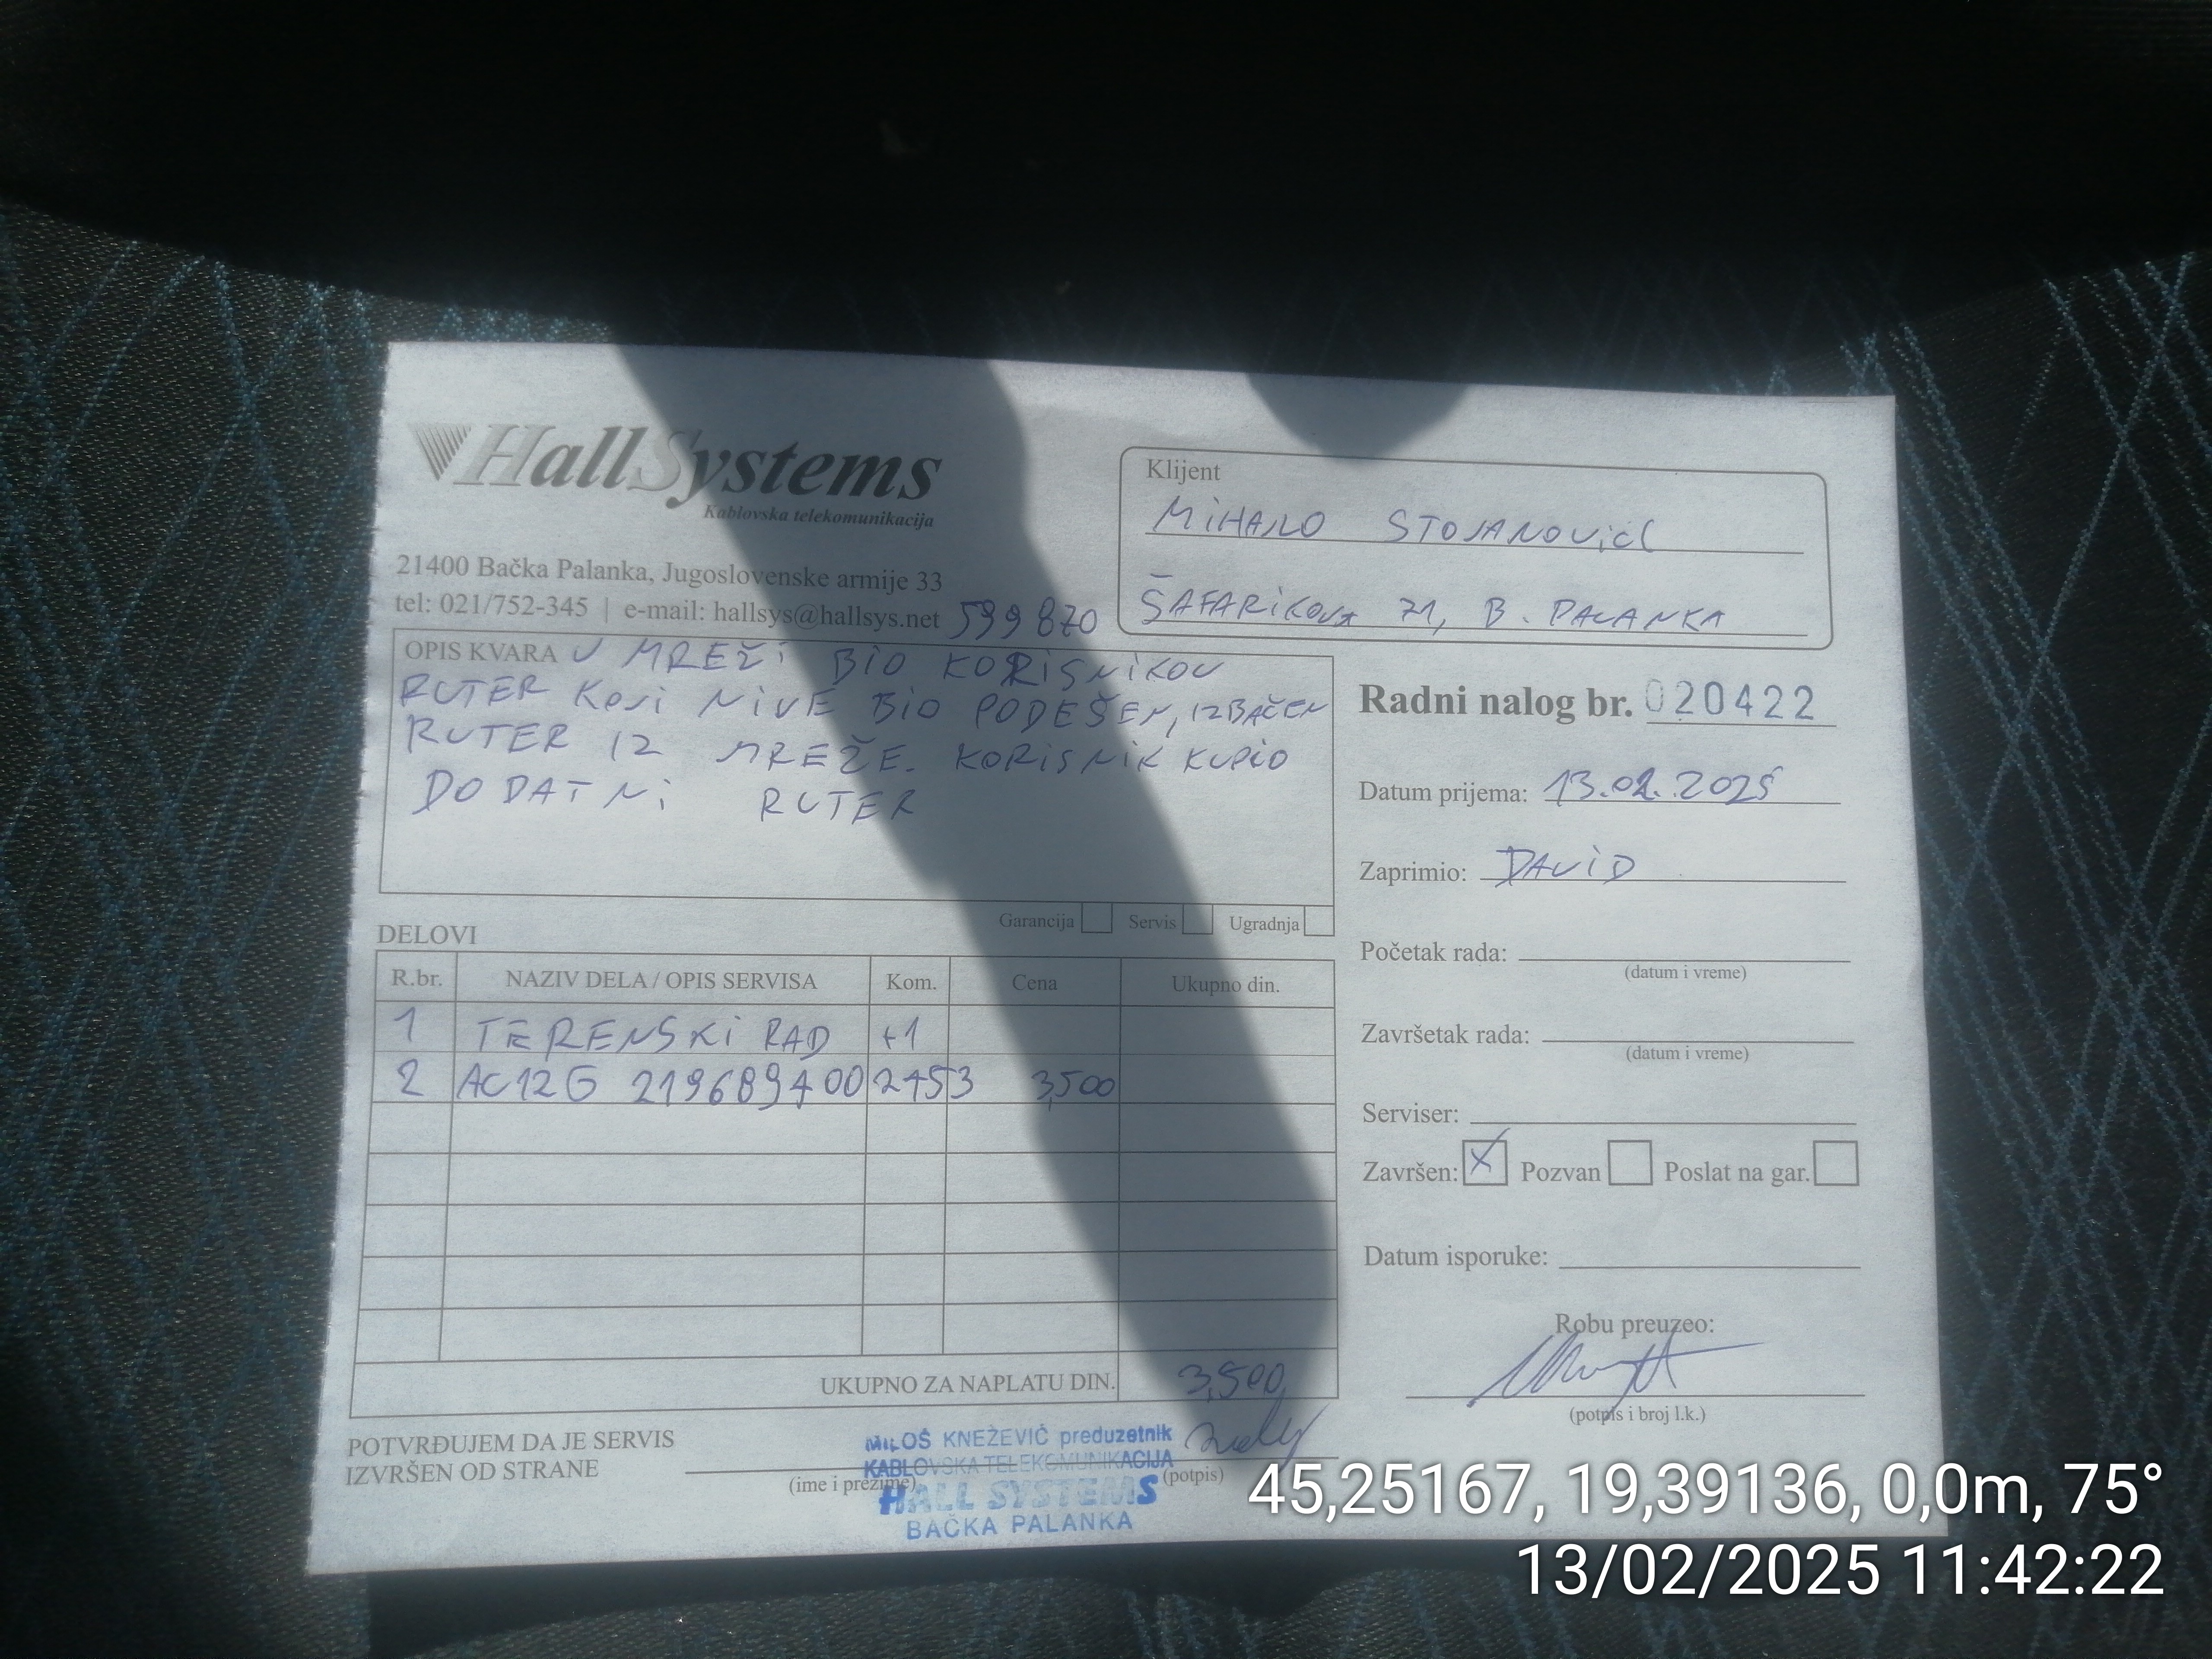 HallSystems
Kablovska telekomunikacija
21400 Bačka Palanka, Jugoslovenske armije 33
tel: 021/752-345 | e-mail: hallsys@hallsys.net 599870
Klijent
MIHAJLO STOJANOVIĆ
ŠAFARIKOVA 71, B. PALANKA
OPIS KVARA U MREŽI BIO KORISNIKOV
RUTER KOJI NIJE BIO PODEŠEN, IZBAČEN
RUTER IZ MREŽE. KORISNIK KUPIO
DODATNI RUTER
Garancija Servis Ugradnja
Radni nalog br. 020422
Datum prijema: 13.02.2025
Zaprimio: DAVID
Početak rada:
(datum i vreme)
Završetak rada:
(datum i vreme)
Serviser:
Završen: X Pozvan Poslat na gar.
Datum isporuke:
Robu preuzeo:
(potpis i broj l.k.)
DELOVI
R.br. NAZIV DELA / OPIS SERVISA Kom. Cena Ukupno din.
1 TERENSKI RAD +1
2 AC12G 2196894002453 3,500
UKUPNO ZA NAPLATU DIN. 3,500
POTVRĐUJEM DA JE SERVIS
IZVRŠEN OD STRANE
(ime i prezime) (potpis)
MILOŠ KNEŽEVIĆ preduzetnik
KABLOVSKA TELEKOMUNIKACIJA
HALL SYSTEMS
BAČKA PALANKA
45,25167, 19,39136, 0,0m, 75°
13/02/2025 11:42:22